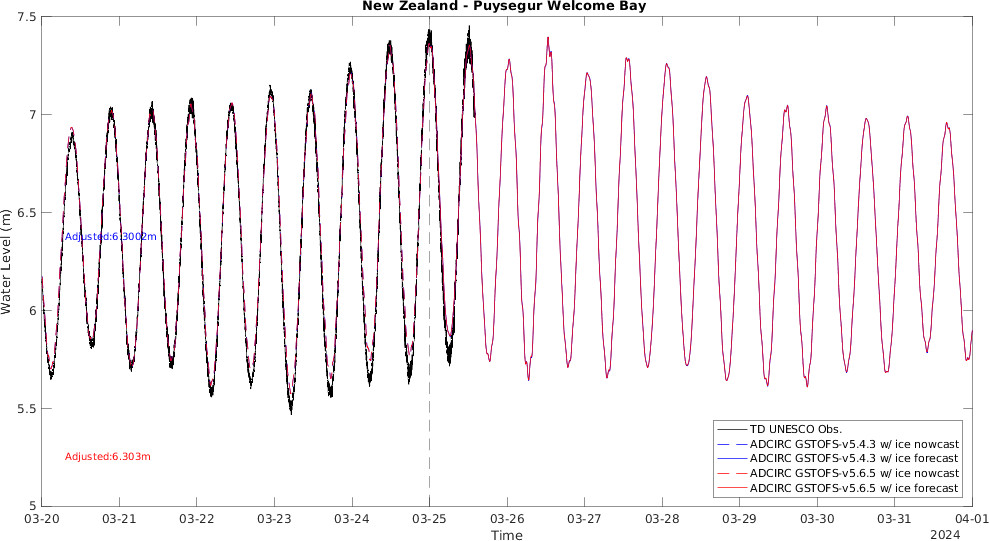 New Zealand - Puysegur Welcome Bay
7.5
7
6.5
6
5.5
5
Water Level (m)
Adjusted:6.3002m
Adjusted:6.303m
TD UNESCO Obs.
ADCIRC GSTOFS-v5.4.3 w/ ice nowcast
ADCIRC GSTOFS-v5.4.3 w/ ice forecast
ADCIRC GSTOFS-v5.6.5 w/ ice nowcast
ADCIRC GSTOFS-v5.6.5 w/ ice forecast
03-20 03-21 03-22 03-23 03-24 03-25 03-26 03-27 03-28 03-29 03-30 03-31 04-01
Time
2024